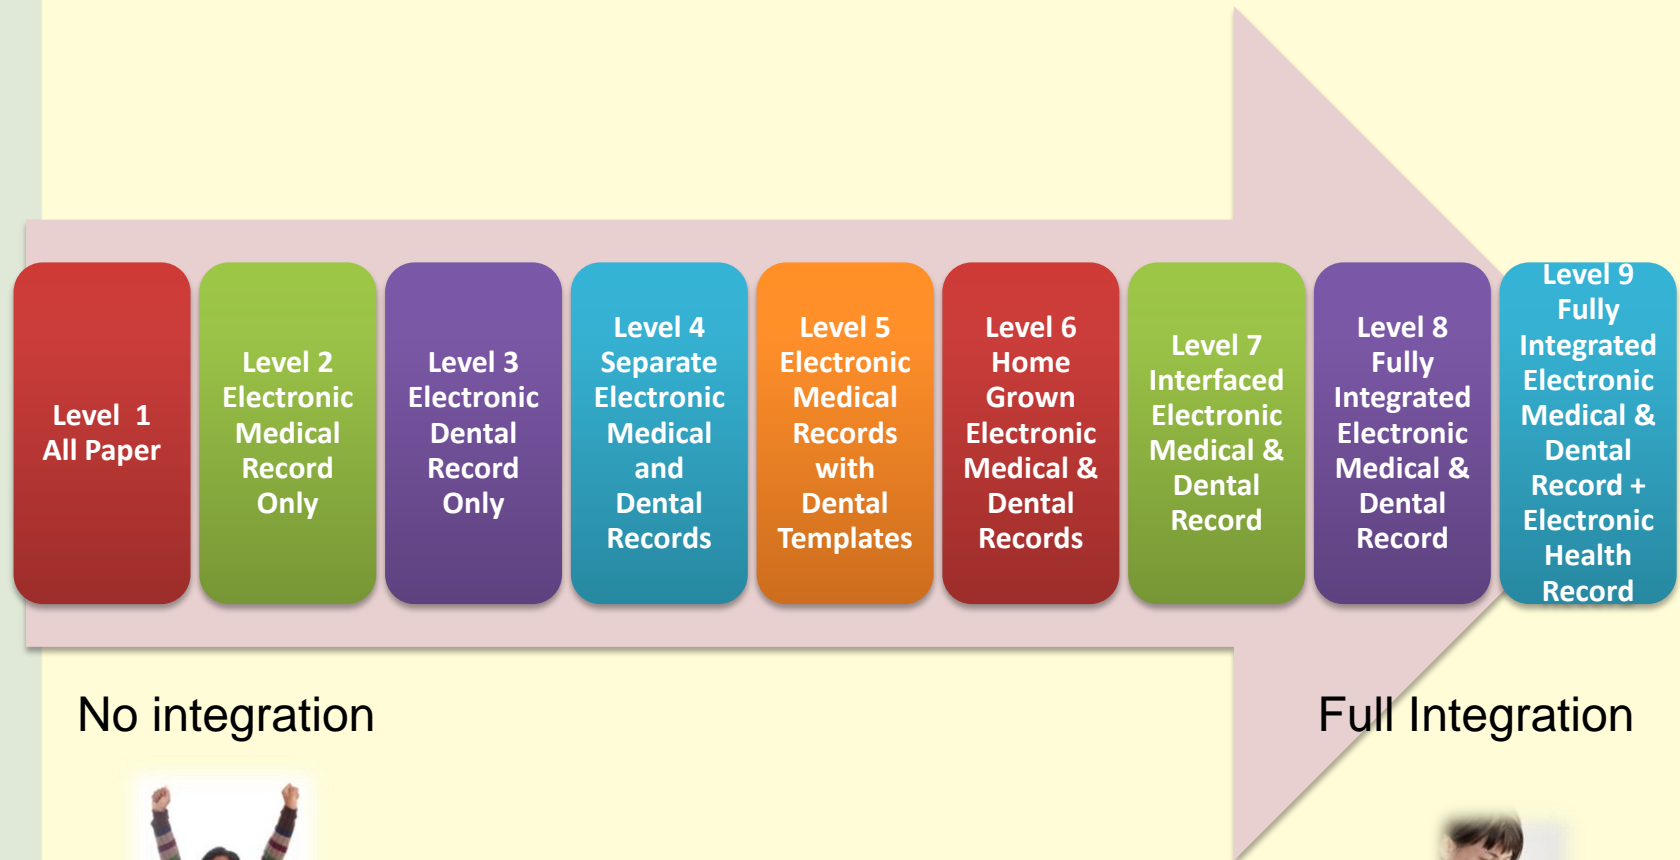 Level 1
All Paper
Level 2
Electronic
Medical
Record
Only
Level 3
Electronic
Dental
Record
Only
Level 4
Separate
Electronic
Medical
and
Dental
Records
Level 5
Electronic
Medical
Records
with
Dental
Templates
Level 6
Home
Grown
Electronic
Medical &
Dental
Records
Level 7
Interfaced
Electronic
Medical &
Dental
Record
Level 8
Fully
Integrated
Electronic
Medical &
Dental
Record
Level 9
Fully
Integrated
Electronic
Medical &
Dental
Record +
Electronic
Health
Record
No integration
Full Integration